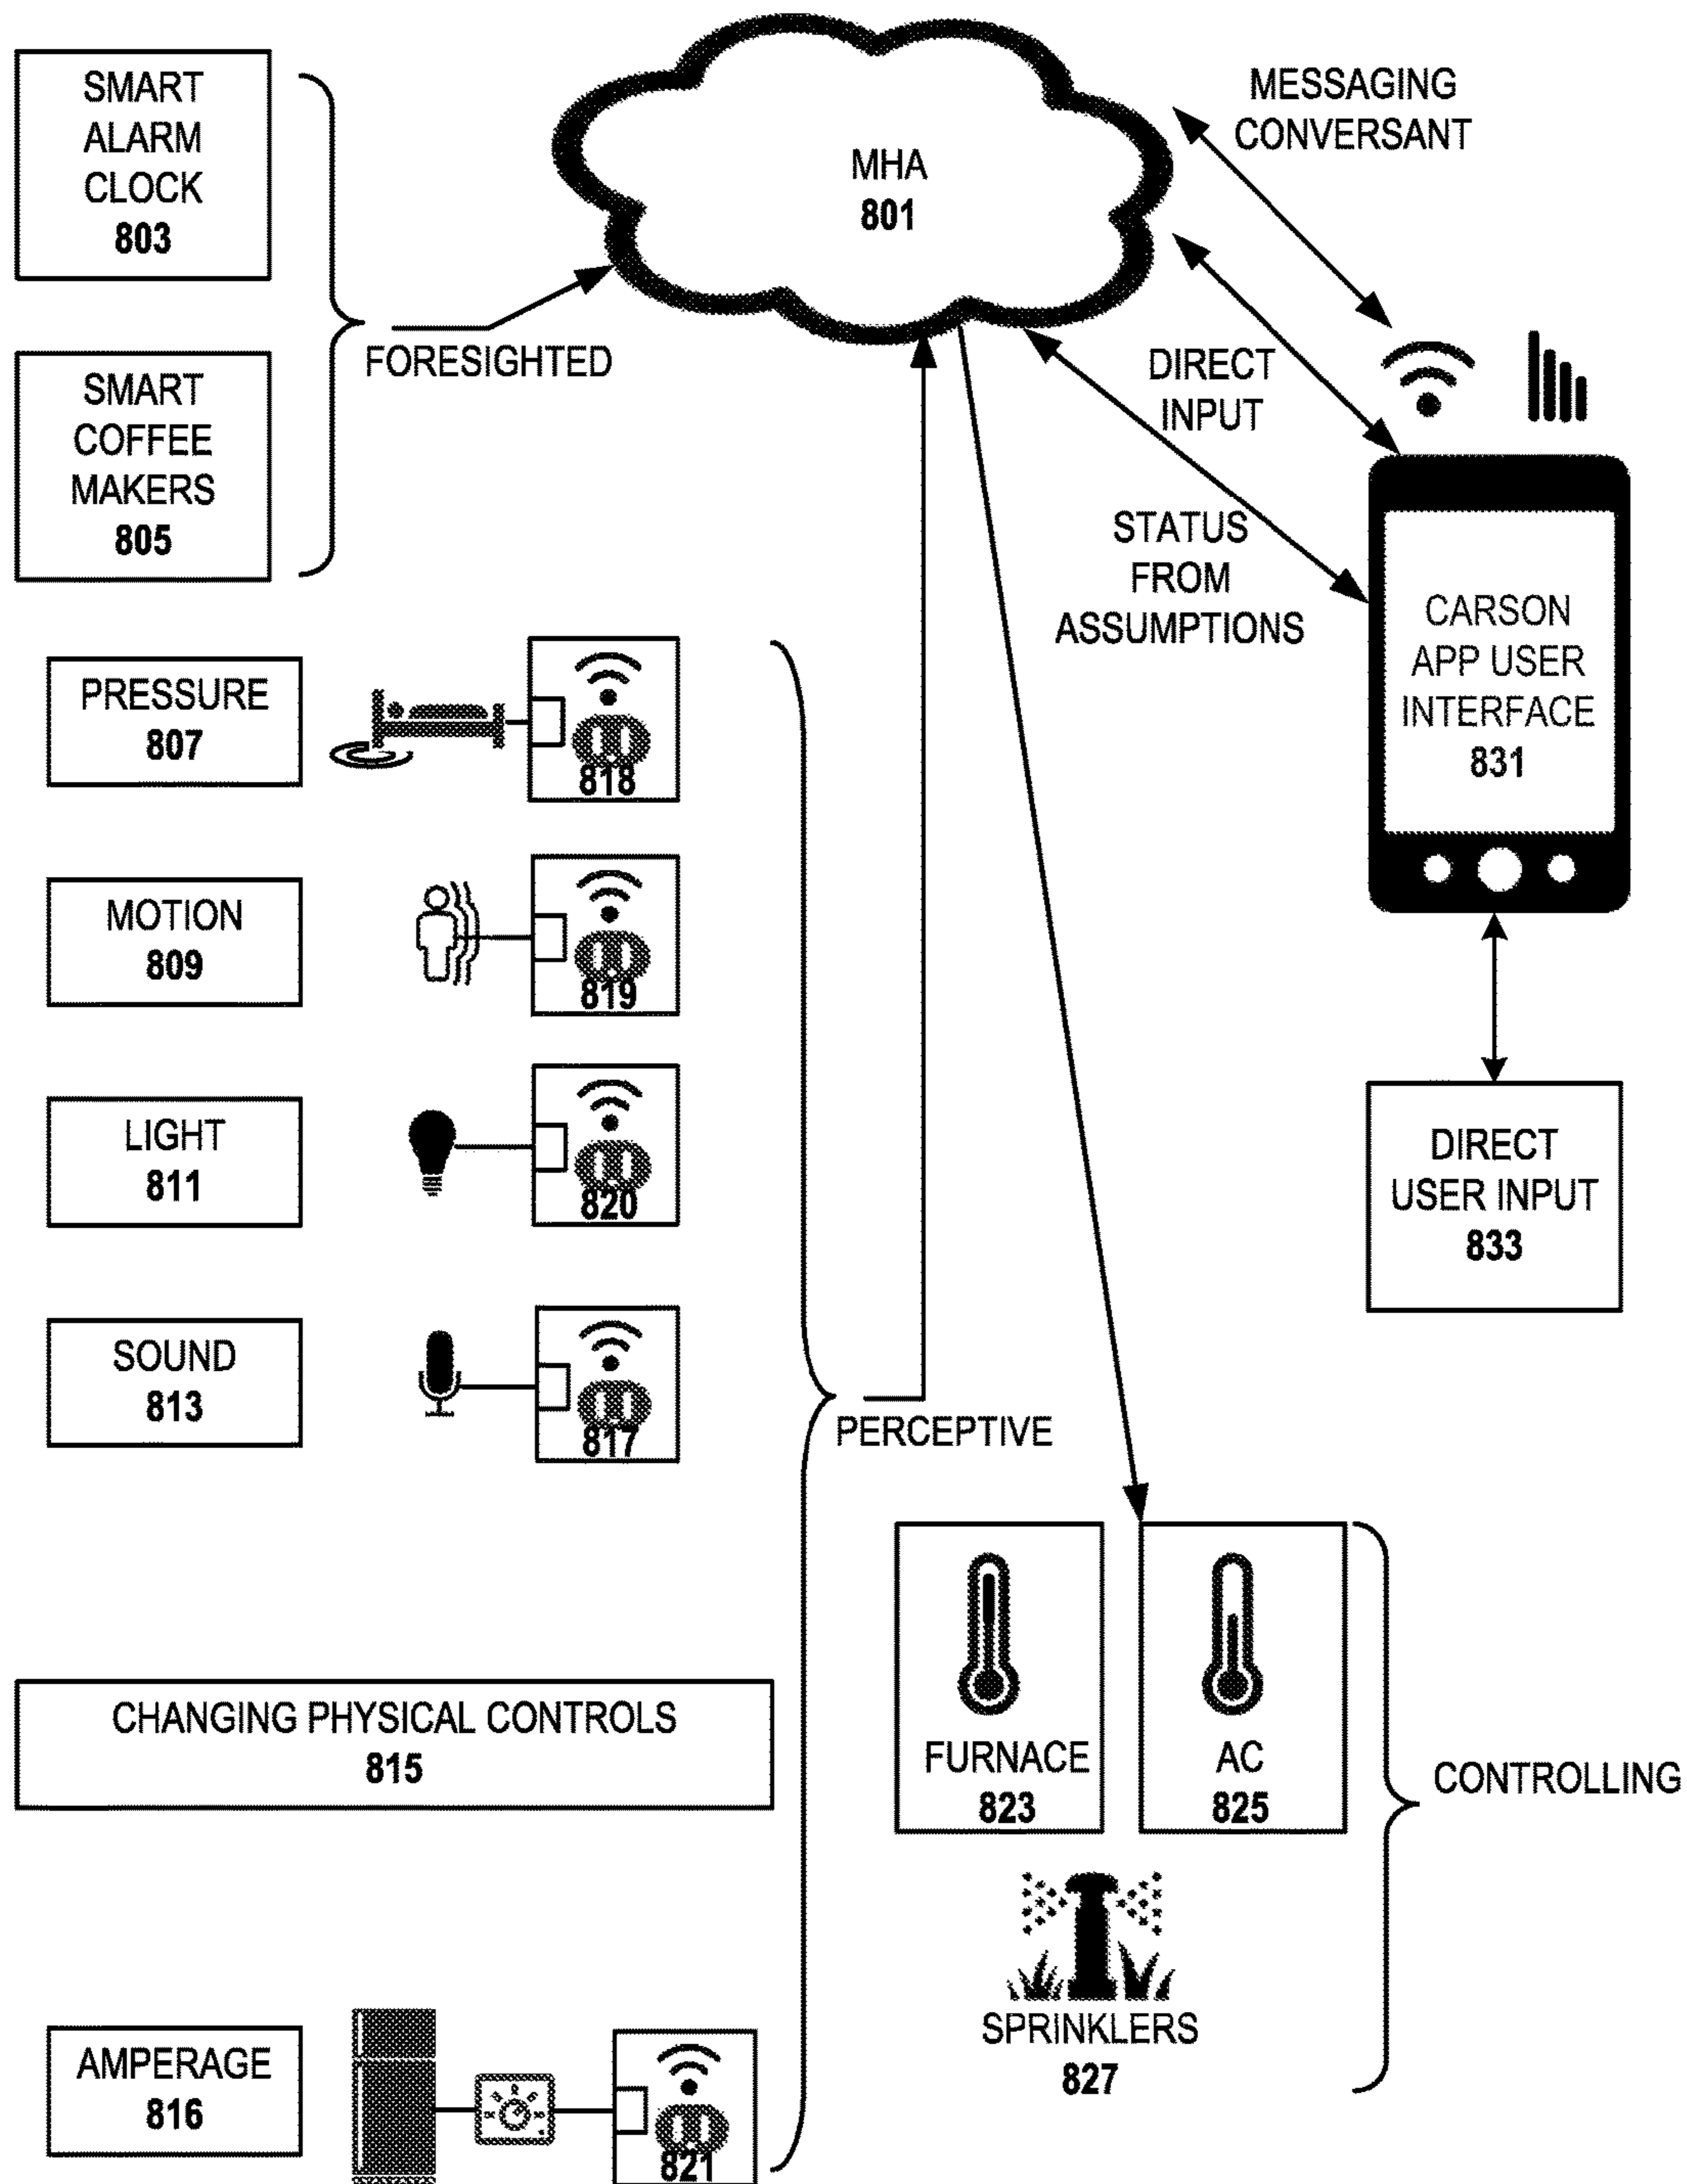 SMART
ALARM
CLOCK
803
SMART
COFFEE
MAKERS
805
FORESIGHTED
MHA
801
MESSAGING
CONVERSANT
DIRECT
INPUT
STATUS
FROM
ASSUMPTIONS
CARSON
APP USER
INTERFACE
831
DIRECT
USER INPUT
833
PRESSURE
807
818
MOTION
809
819
LIGHT
811
820
SOUND
813
817
PERCEPTIVE
CHANGING PHYSICAL CONTROLS
815
AMPERAGE
816
821
FURNACE
823
AC
825
SPRINKLERS
827
CONTROLLING